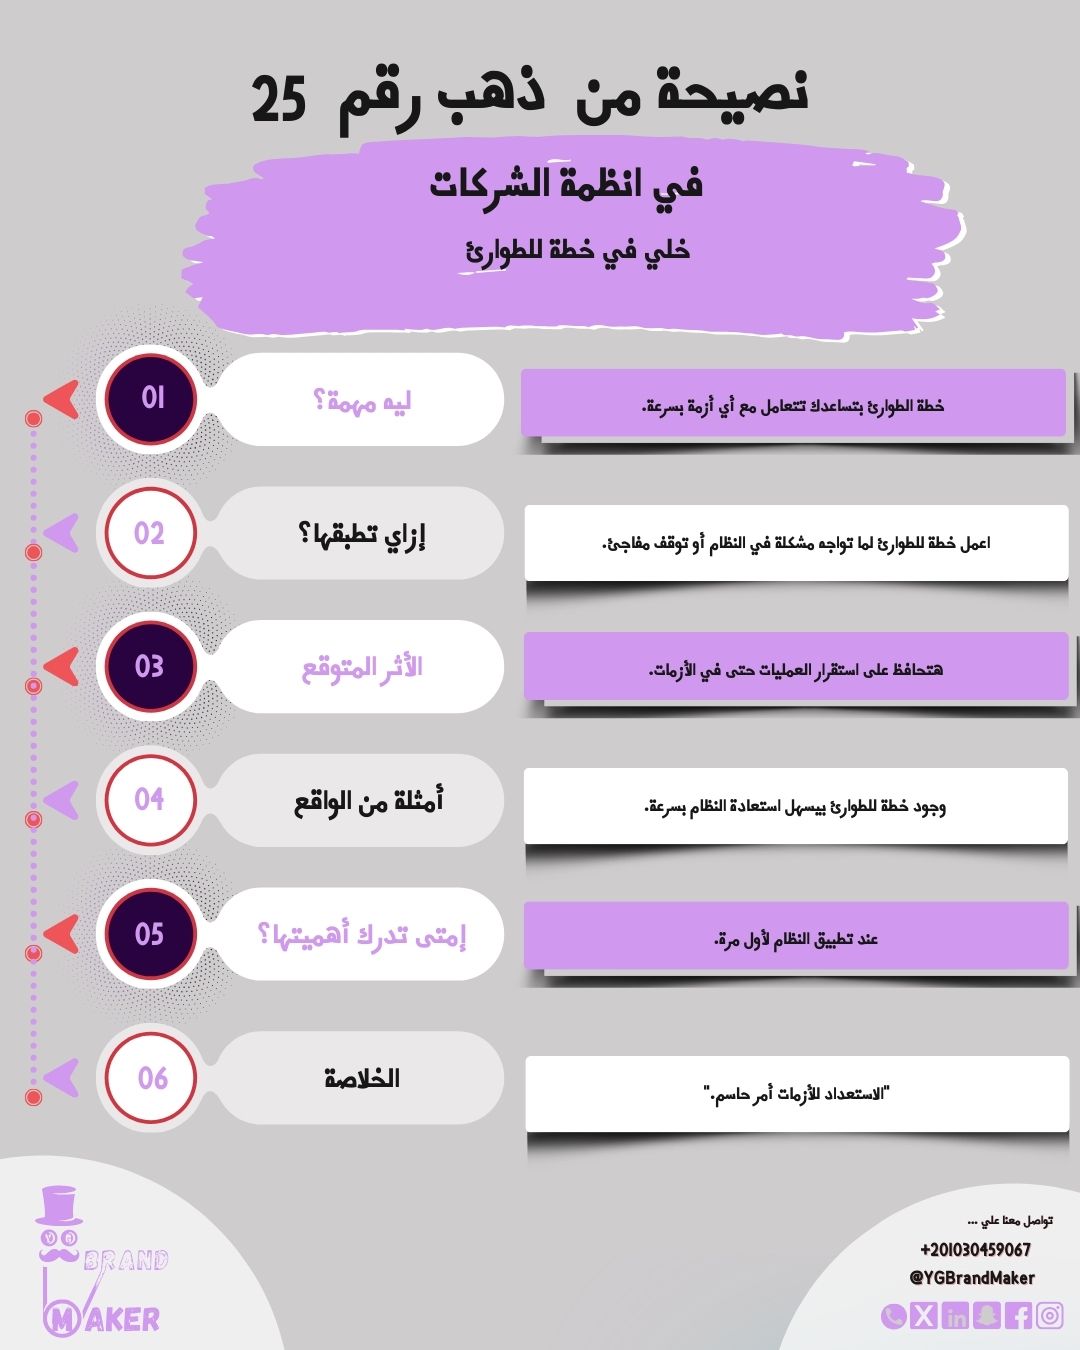 نصيحة من ذهب رقم 25
في انظمة الشركات
خلي في خطة للطوارئ
01
ليه مهمة؟
خطة الطوارئ بتساعدك تتعامل مع أي أزمة بسرعة.
02
إزاي تطبقها؟
اعمل خطة للطوارئ لما تواجه مشكلة في النظام أو توقف مفاجئ.
03
الأثر المتوقع
هتحافظ على استقرار العمليات حتى في الأزمات.
04
أمثلة من الواقع
وجود خطة للطوارئ بيسهل استعادة النظام بسرعة.
05
إمتى تدرك أهميتها؟
عند تطبيق النظام لأول مرة.
06
الخلاصة
"الاستعداد للأزمات أمر حاسم."
تواصل معنا علي ...
+201030459067
@YGBrandMaker
BRAND
MAKER